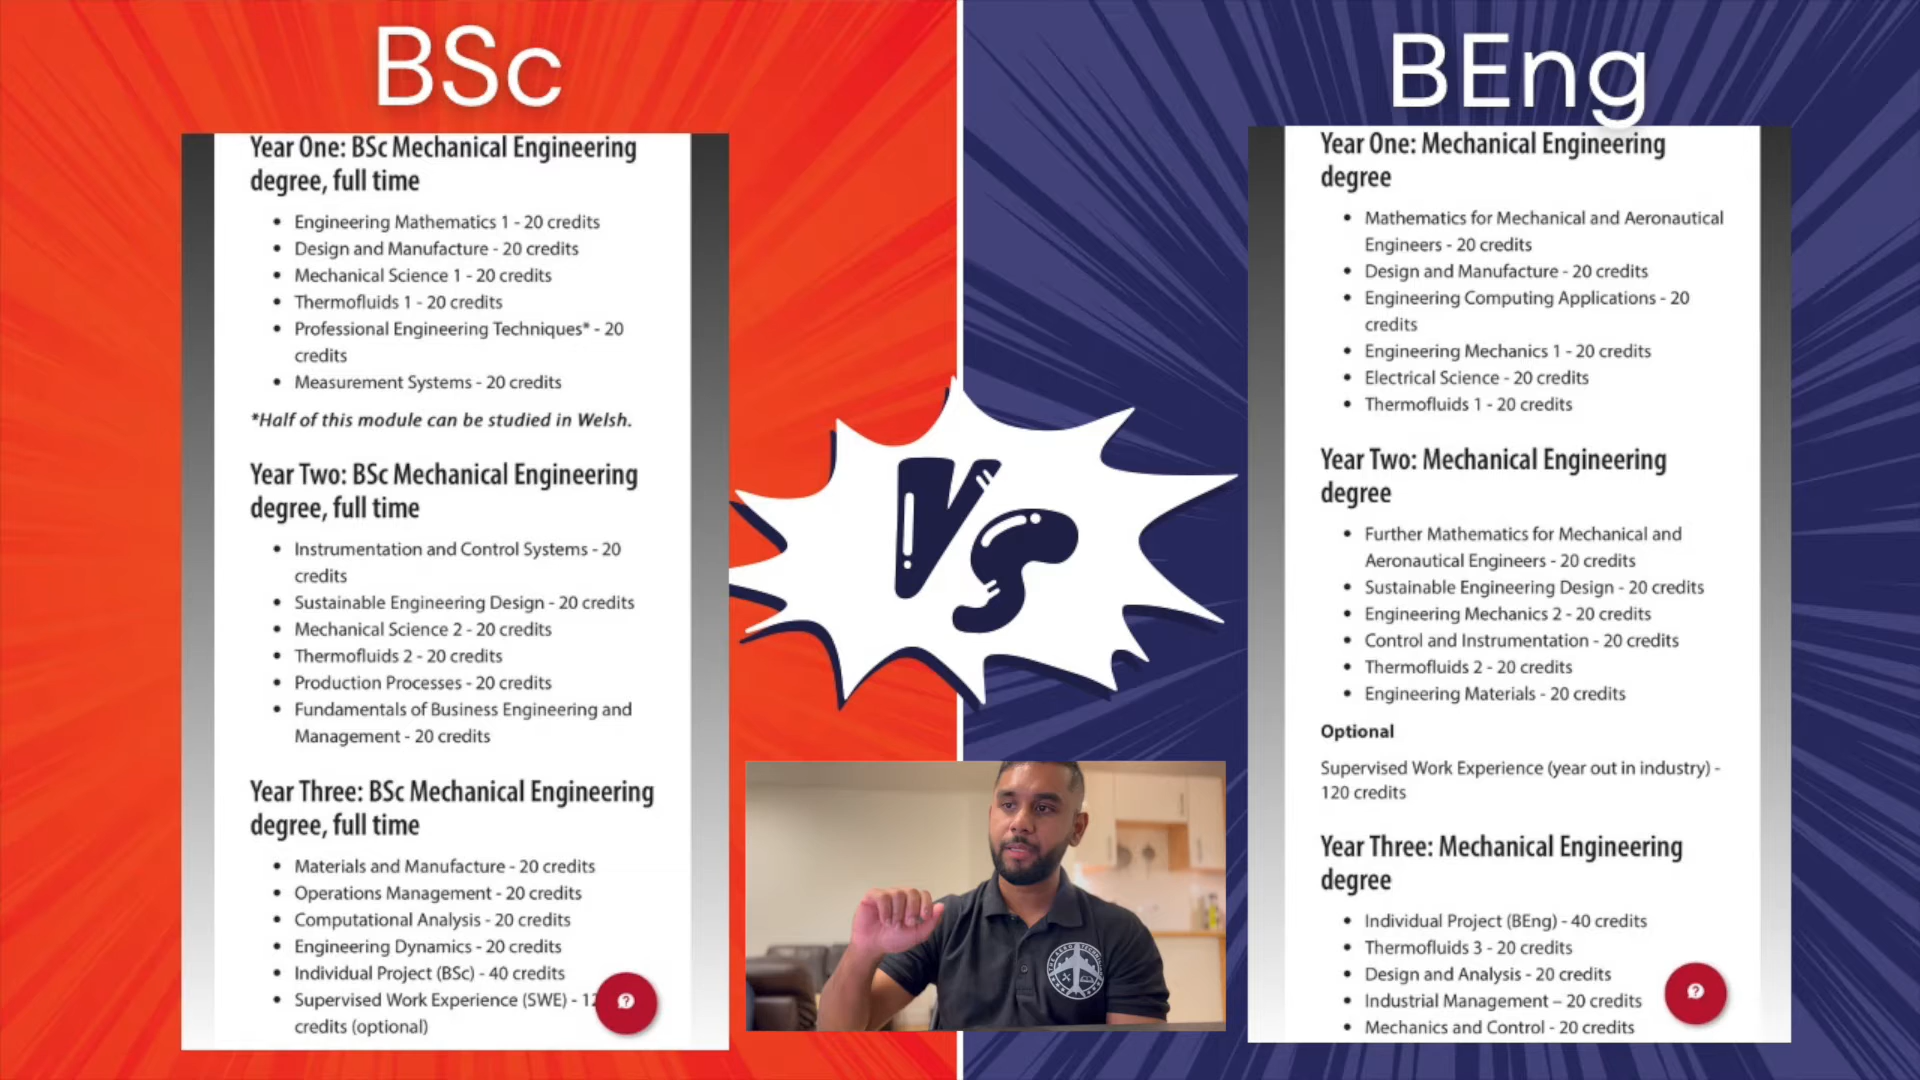 BSc
Year One: BSc Mechanical Engineering
degree, full time
Engineering Mathematics 1 - 20 credits
Design and Manufacture - 20 credits
Mechanical Science 1 - 20 credits
Thermofluids 1 - 20 credits
Professional Engineering Techniques* - 20
credits
Measurement Systems - 20 credits
*Half of this module can be studied in Welsh.
Year Two: BSc Mechanical Engineering
degree, full time
Instrumentation and Control Systems - 20
credits
Sustainable Engineering Design - 20 credits
Mechanical Science 2 - 20 credits
Thermofluids 2 - 20 credits
Production Processes - 20 credits
Fundamentals of Business Engineering and
Management - 20 credits
Year Three: BSc Mechanical Engineering
degree, full time
Materials and Manufacture - 20 credits
Operations Management - 20 credits
Computational Analysis - 20 credits
Engineering Dynamics - 20 credits
Individual Project (BSc) - 40 credits
Supervised Work Experience (SWE) - 12
credits (optional)
VS
BEng
Year One: Mechanical Engineering
degree
Mathematics for Mechanical and Aeronautical
Engineers - 20 credits
Design and Manufacture - 20 credits
Engineering Computing Applications - 20
credits
Engineering Mechanics 1 - 20 credits
Electrical Science - 20 credits
Thermofluids 1 - 20 credits
Year Two: Mechanical Engineering
degree
Further Mathematics for Mechanical and
Aeronautical Engineers - 20 credits
Sustainable Engineering Design - 20 credits
Engineering Mechanics 2 - 20 credits
Control and Instrumentation - 20 credits
Thermofluids 2 - 20 credits
Engineering Materials - 20 credits
Optional
Supervised Work Experience (year out in industry) -
120 credits
Year Three: Mechanical Engineering
degree
Individual Project (BEng) - 40 credits
Thermofluids 3 - 20 credits
Design and Analysis - 20 credits
Industrial Management – 20 credits
Mechanics and Control - 20 credits